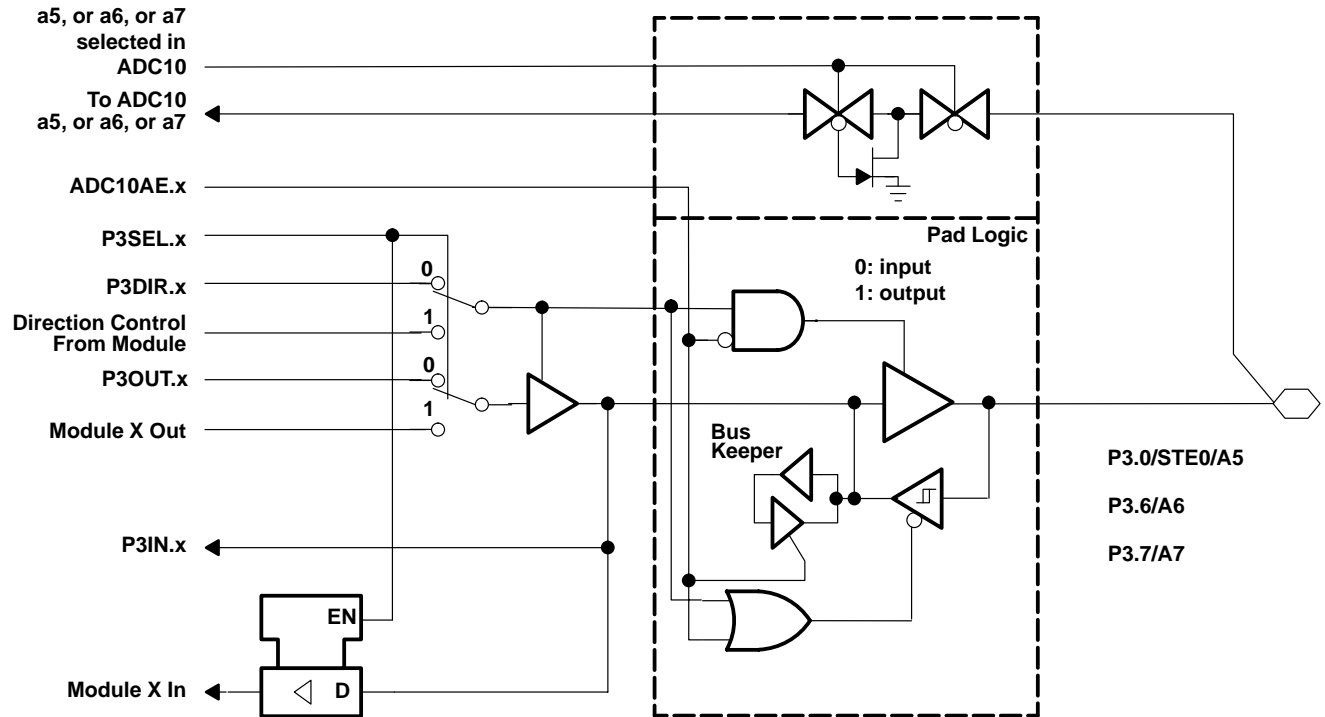 a5, or a6, or a7
selected in
ADC10
To ADC10
a5, or a6, or a7
ADC10AE.x
P3SEL.x
P3DIR.x
Direction Control
From Module
P3OUT.x
Module X Out
P3IN.x
Module X In
0
1
0
1
EN
D
Pad Logic
0: input
1: output
Bus
Keeper
P3.0/STE0/A5
P3.6/A6
P3.7/A7